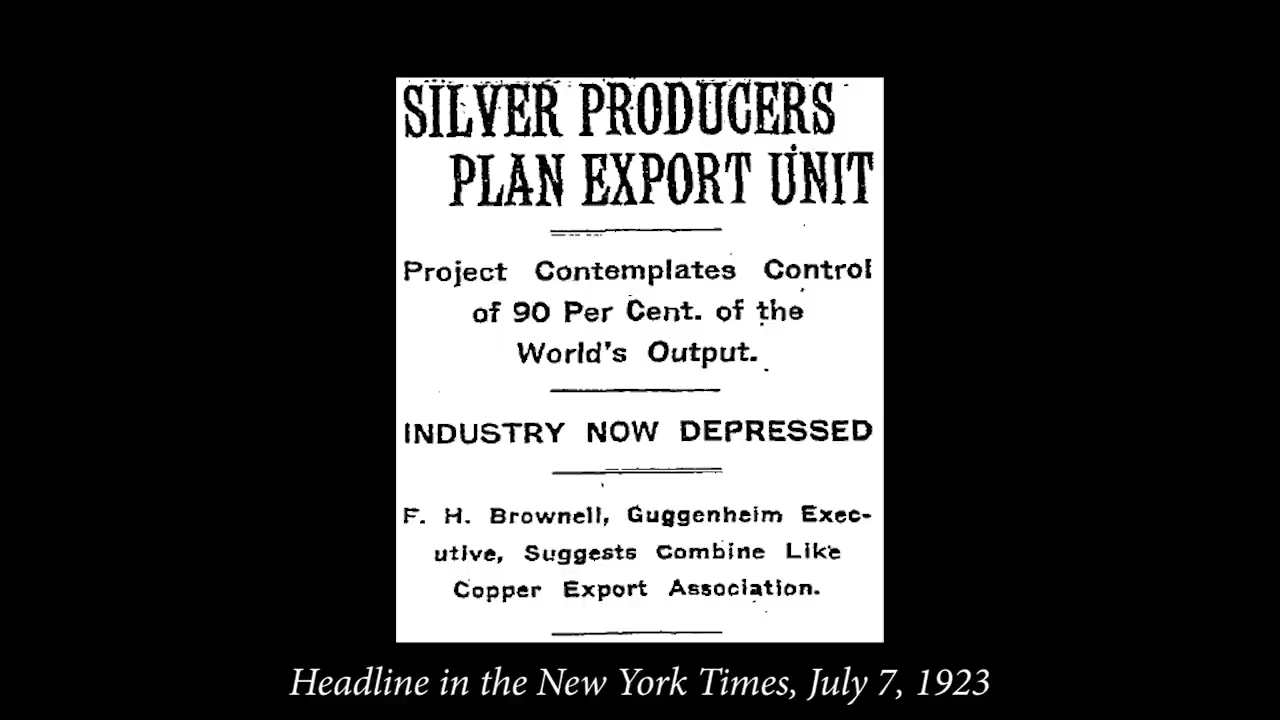 SILVER PRODUCERS
PLAN EXPORT UNIT
Project Contemplates Control
of 90 Per Cent. of the
World's Output.
INDUSTRY NOW DEPRESSED
F. H. Brownell, Guggenheim Exec-
utive, Suggests Combine Like
Copper Export Association.
Headline in the New York Times, July 7, 1923